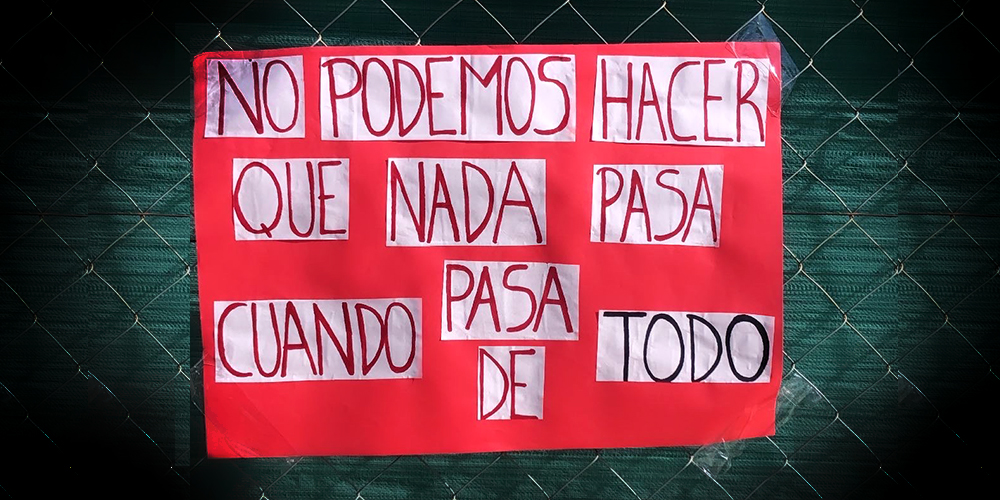 NO PODEMOS HACER
QUE NADA PASA
CUANDO PASA DE TODO